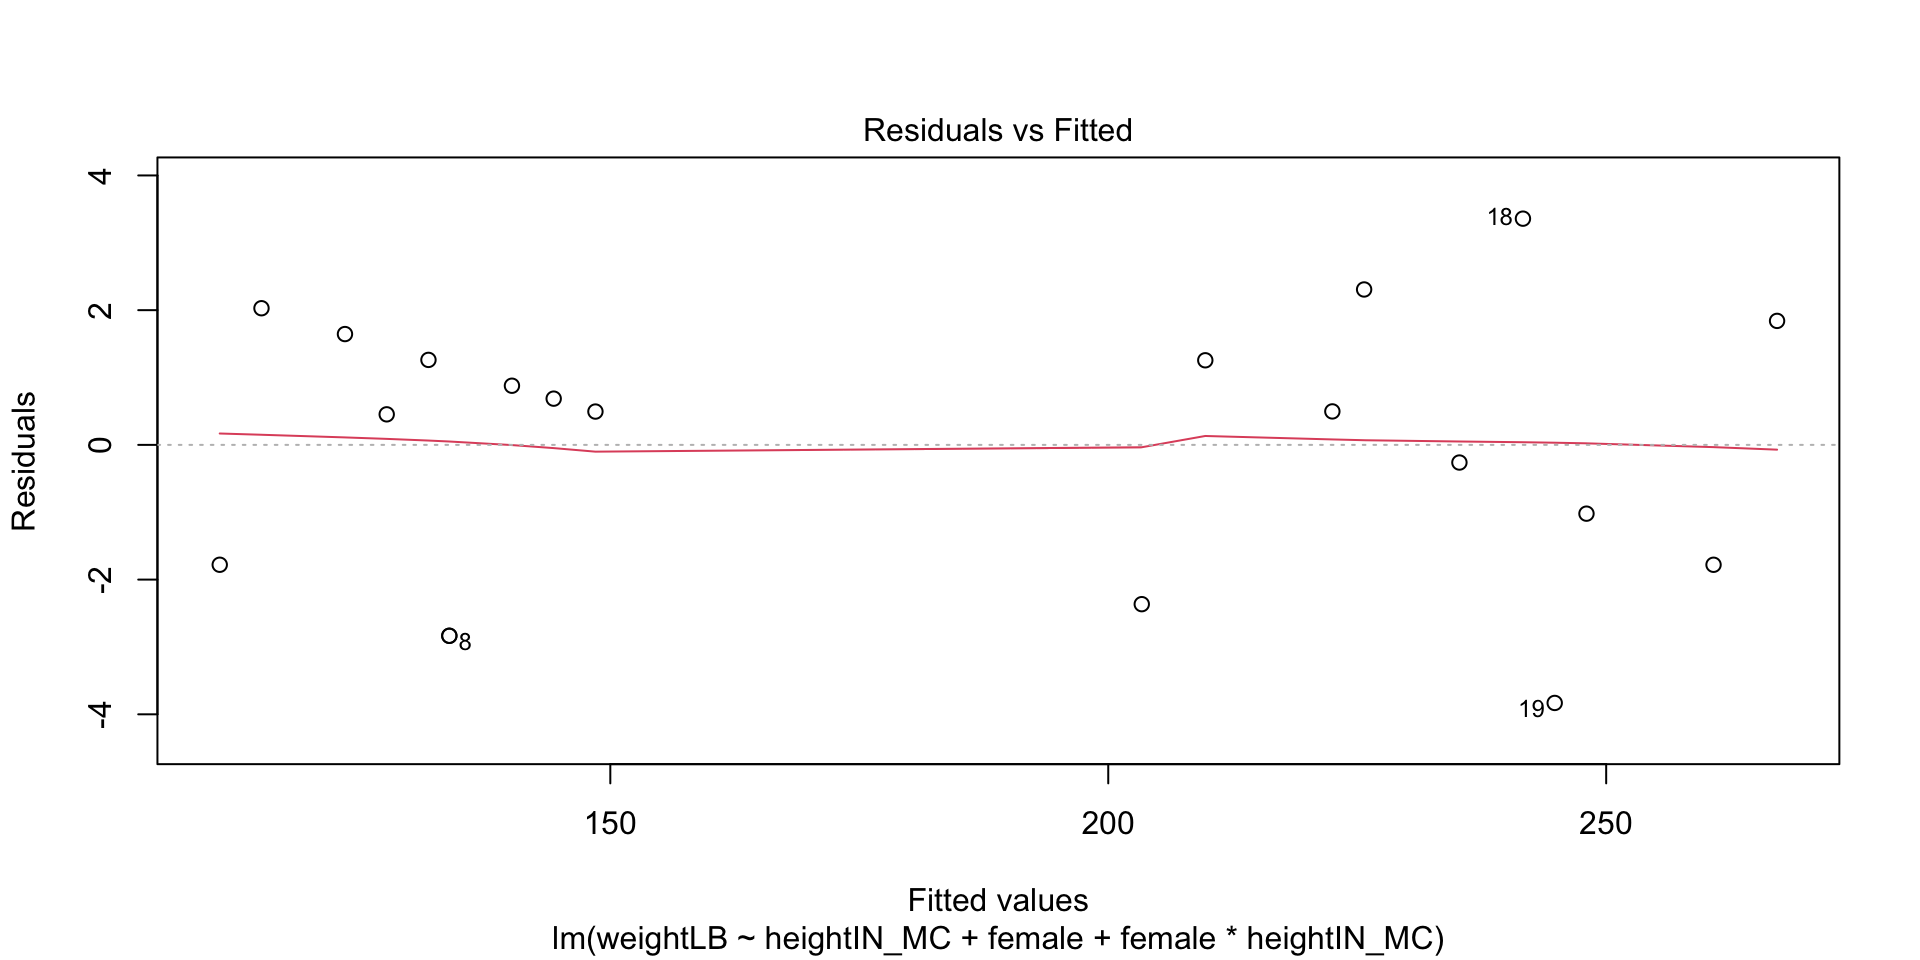 Residuals vs Fitted
Residuals
4
2
0
-2
-4
18
8
19
150 200 250
Fitted values
lm(weightLB ~ heightIN_MC + female + female * heightIN_MC)